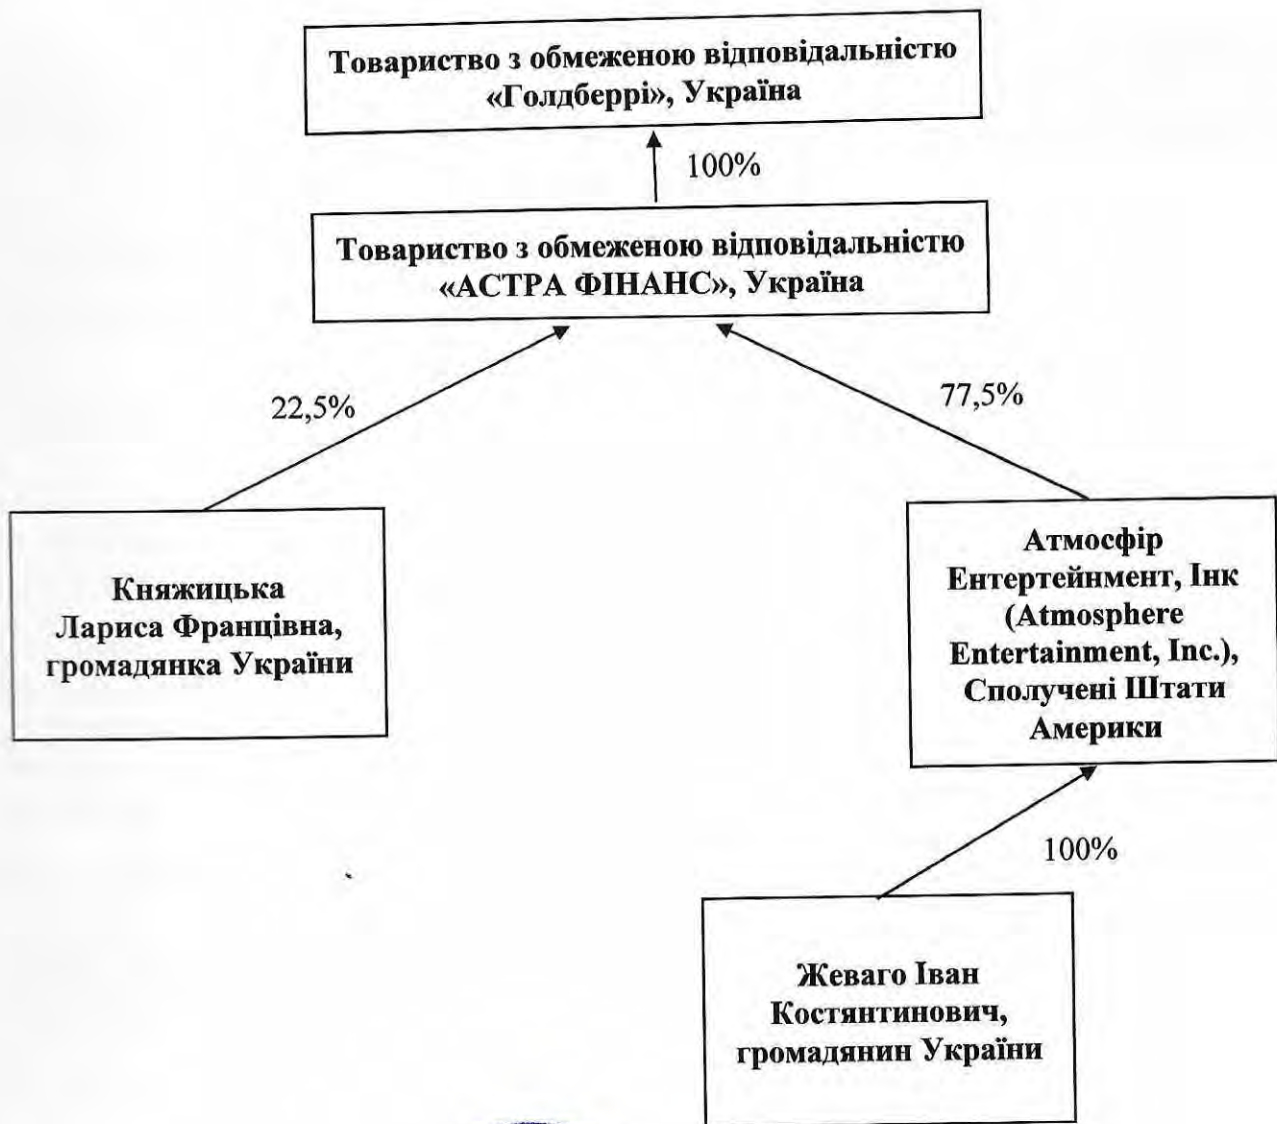 Товариство з обмеженою відповідальністю
«Голдберрі», Україна
100%
Товариство з обмеженою відповідальністю
«АСТРА ФІНАНС», Україна
22,5%
77,5%
Княжицька
Лариса Францівна,
громадянка України
Атмосфір
Ентертейнмент, Інк
(Atmosphere
Entertainment, Inc.),
Сполучені Штати
Америки
100%
Жеваго Іван
Костянтинович,
громадянин України